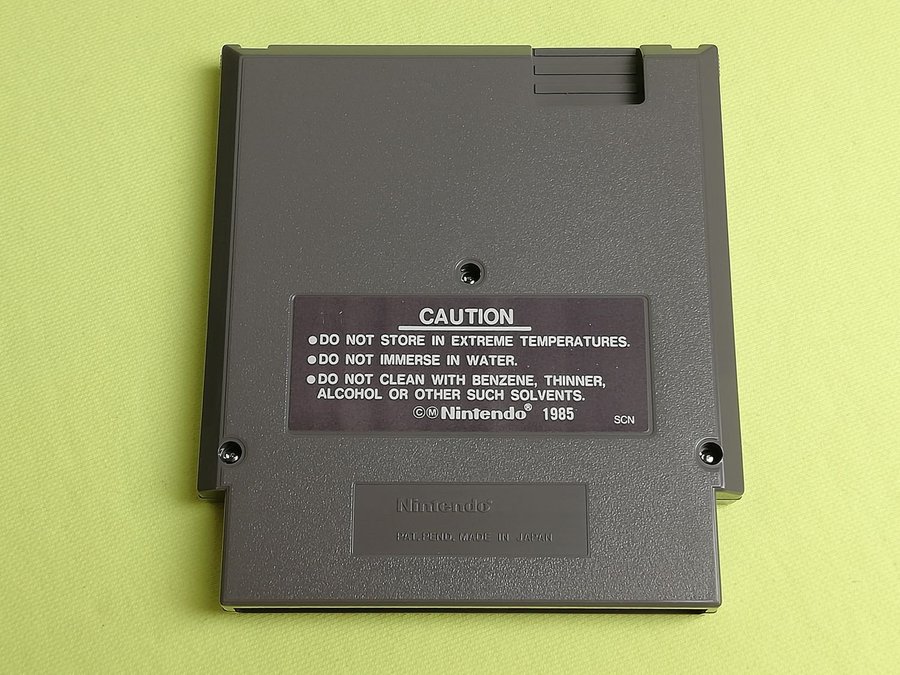 CAUTION
●DO NOT STORE IN EXTREME TEMPERATURES.
●DO NOT IMMERSE IN WATER.
●DO NOT CLEAN WITH BENZENE, THINNER,
ALCOHOL OR OTHER SUCH SOLVENTS.
©Ⓜ Nintendo® 1985
SCN
Nintendo®
PAT. PEND. MADE IN JAPAN